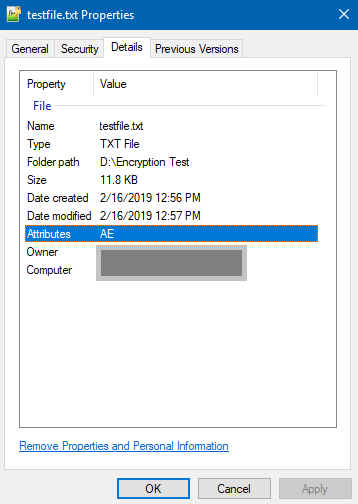 testfile.txt Properties
General Security Details Previous Versions
Property Value
File
Name testfile.txt
Type TXT File
Folder path D:\Encryption Test
Size 11.8 KB
Date created 2/16/2019 12:56 PM
Date modified 2/16/2019 12:57 PM
Attributes AE
Owner
Computer
Remove Properties and Personal Information
OK Cancel Apply